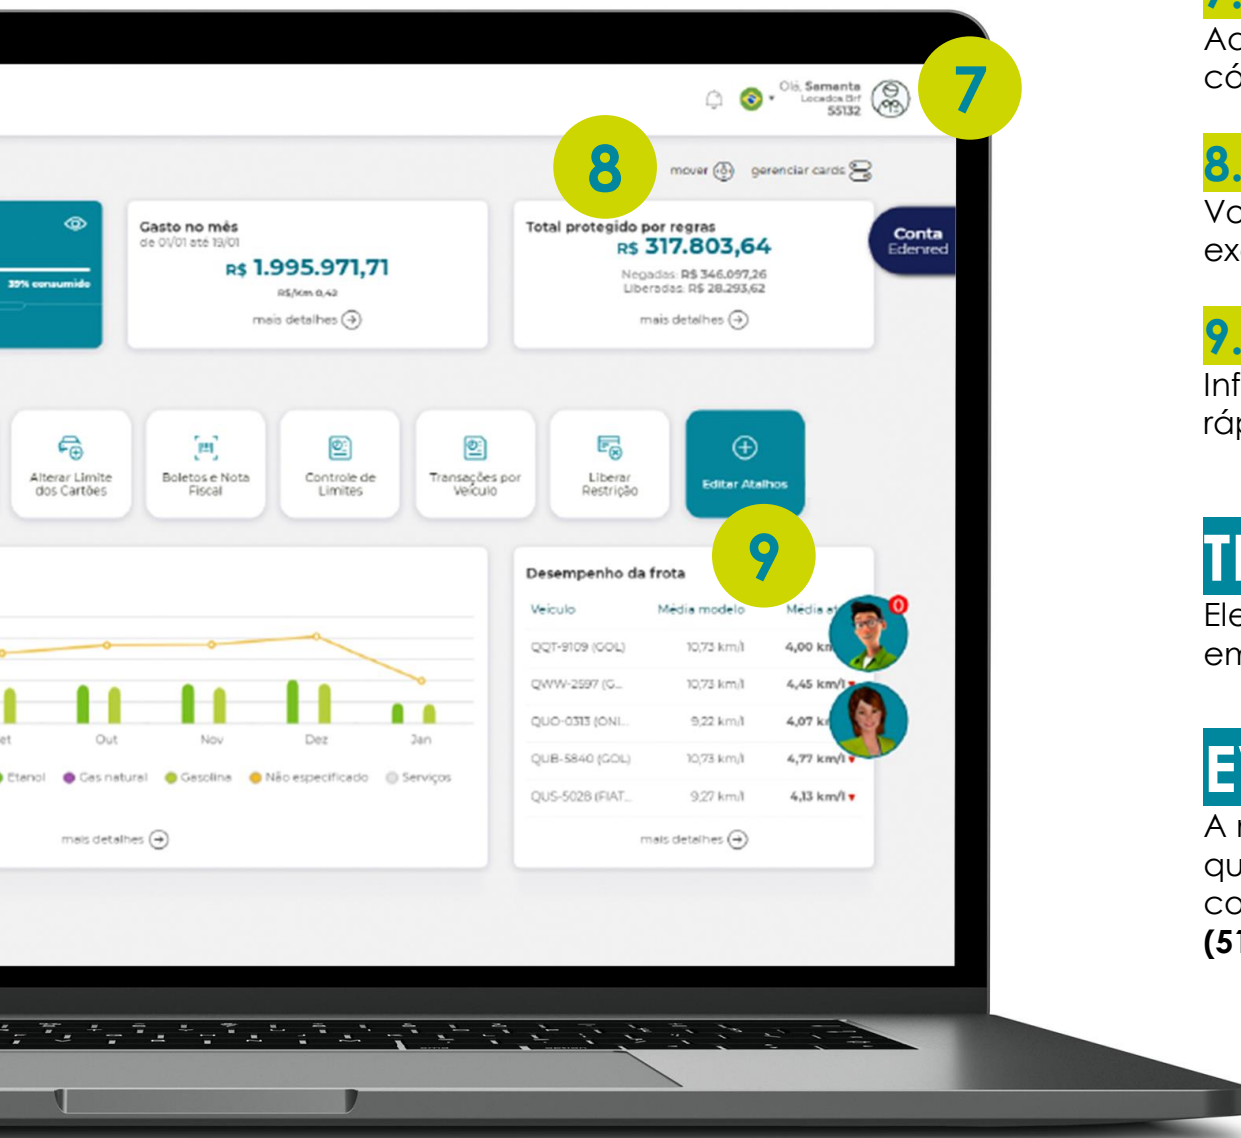 7
Olá, Samanta
Locados Brf
55132
8
mover
gerenciar cards
39% consumido
Gasto no mês
de 01/01 até 19/01
R$ 1.995.971,71
R$/Km 0,42
mais detalhes
Total protegido por regras
R$ 317.803,64
Negadas: R$ 346.097,26
Liberadas: R$ 28.293,62
mais detalhes
Conta
Edenred
Alterar Limite
dos Cartões
Boletos e Nota
Fiscal
Controle de
Limites
Transações por
Veículo
Liberar
Restrição
Editar Atalhos
9
et
Out
Nov
Dez
Jan
Etanol
Gas natural
Gasolina
Não especificado
Serviços
mais detalhes
Desempenho da frota
Veículo Média modelo Média at
0
QQT-9109 (GOL) 10,73 km/l 4,00 km
QWW-2597 (G... 10,73 km/l 4,45 km/l
QUO-0313 (ONI... 9,22 km/l 4,07 k
QUB-5840 (GOL) 10,73 km/l 4,77 km/l
QUS-5028 (FIAT... 9,27 km/l 4,13 km/l
mais detalhes
7.
Ac
có
8.
Vo
exc
9.
Inf
ráp
Ele
em
A
qu
co
(51